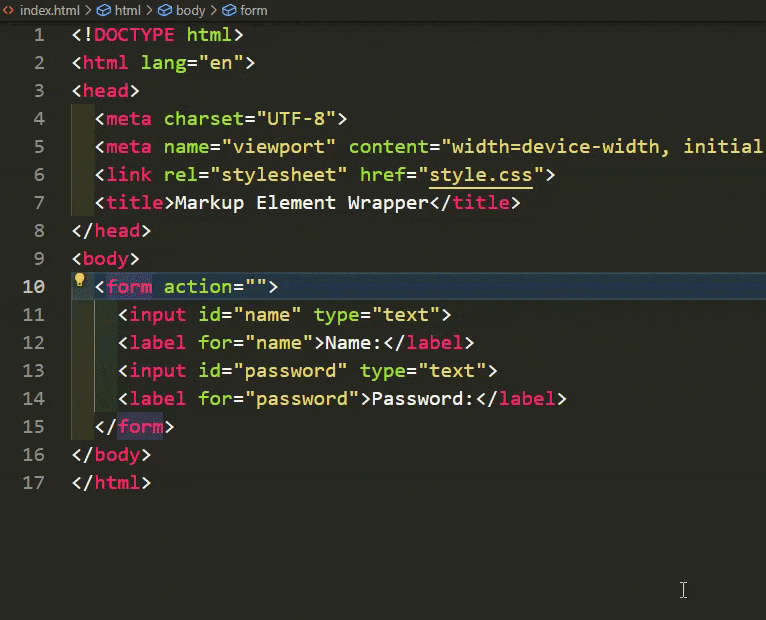 index.html > html > body > form
1 <!DOCTYPE html>
2 <html lang="en">
3 <head>
4 <meta charset="UTF-8">
5 <meta name="viewport" content="width=device-width, initial
6 <link rel="stylesheet" href="style.css">
7 <title>Markup Element Wrapper</title>
8 </head>
9 <body>
10 <form action="">
11 <input id="name" type="text">
12 <label for="name">Name:</label>
13 <input id="password" type="text">
14 <label for="password">Password:</label>
15 </form>
16 </body>
17 </html>